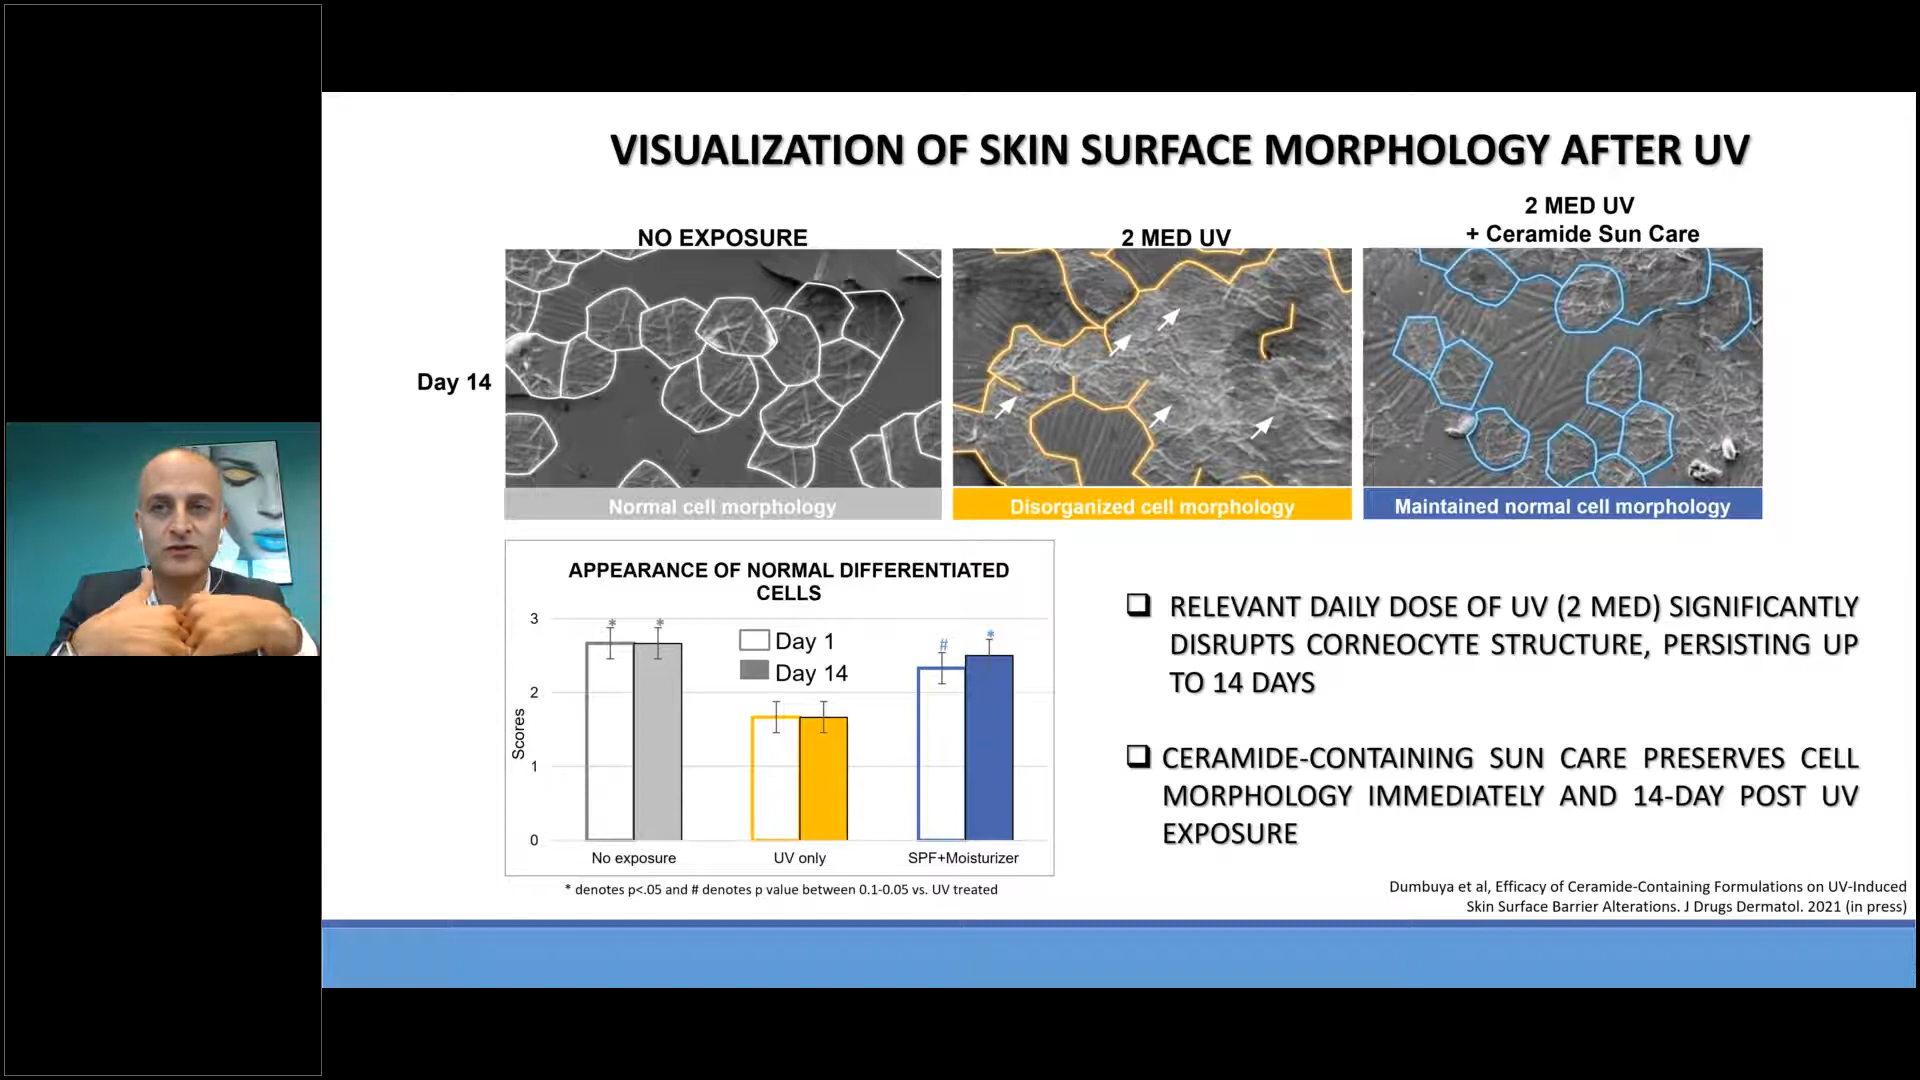 VISUALIZATION OF SKIN SURFACE MORPHOLOGY AFTER UV
NO EXPOSURE
2 MED UV
2 MED UV
+ Ceramide Sun Care
Day 14
Normal cell morphology
Disorganized cell morphology
Maintained normal cell morphology
APPEARANCE OF NORMAL DIFFERENTIATED
CELLS
Scores
3
2
1
0
* *
# *
Day 1
Day 14
No exposure
UV only
SPF+Moisturizer
* denotes p<.05 and # denotes p value between 0.1-0.05 vs. UV treated
❑ RELEVANT DAILY DOSE OF UV (2 MED) SIGNIFICANTLY
DISRUPTS CORNEOCYTE STRUCTURE, PERSISTING UP
TO 14 DAYS
❑ CERAMIDE-CONTAINING SUN CARE PRESERVES CELL
MORPHOLOGY IMMEDIATELY AND 14-DAY POST UV
EXPOSURE
Dumbuya et al, Efficacy of Ceramide-Containing Formulations on UV-Induced
Skin Surface Barrier Alterations. J Drugs Dermatol. 2021 (in press)